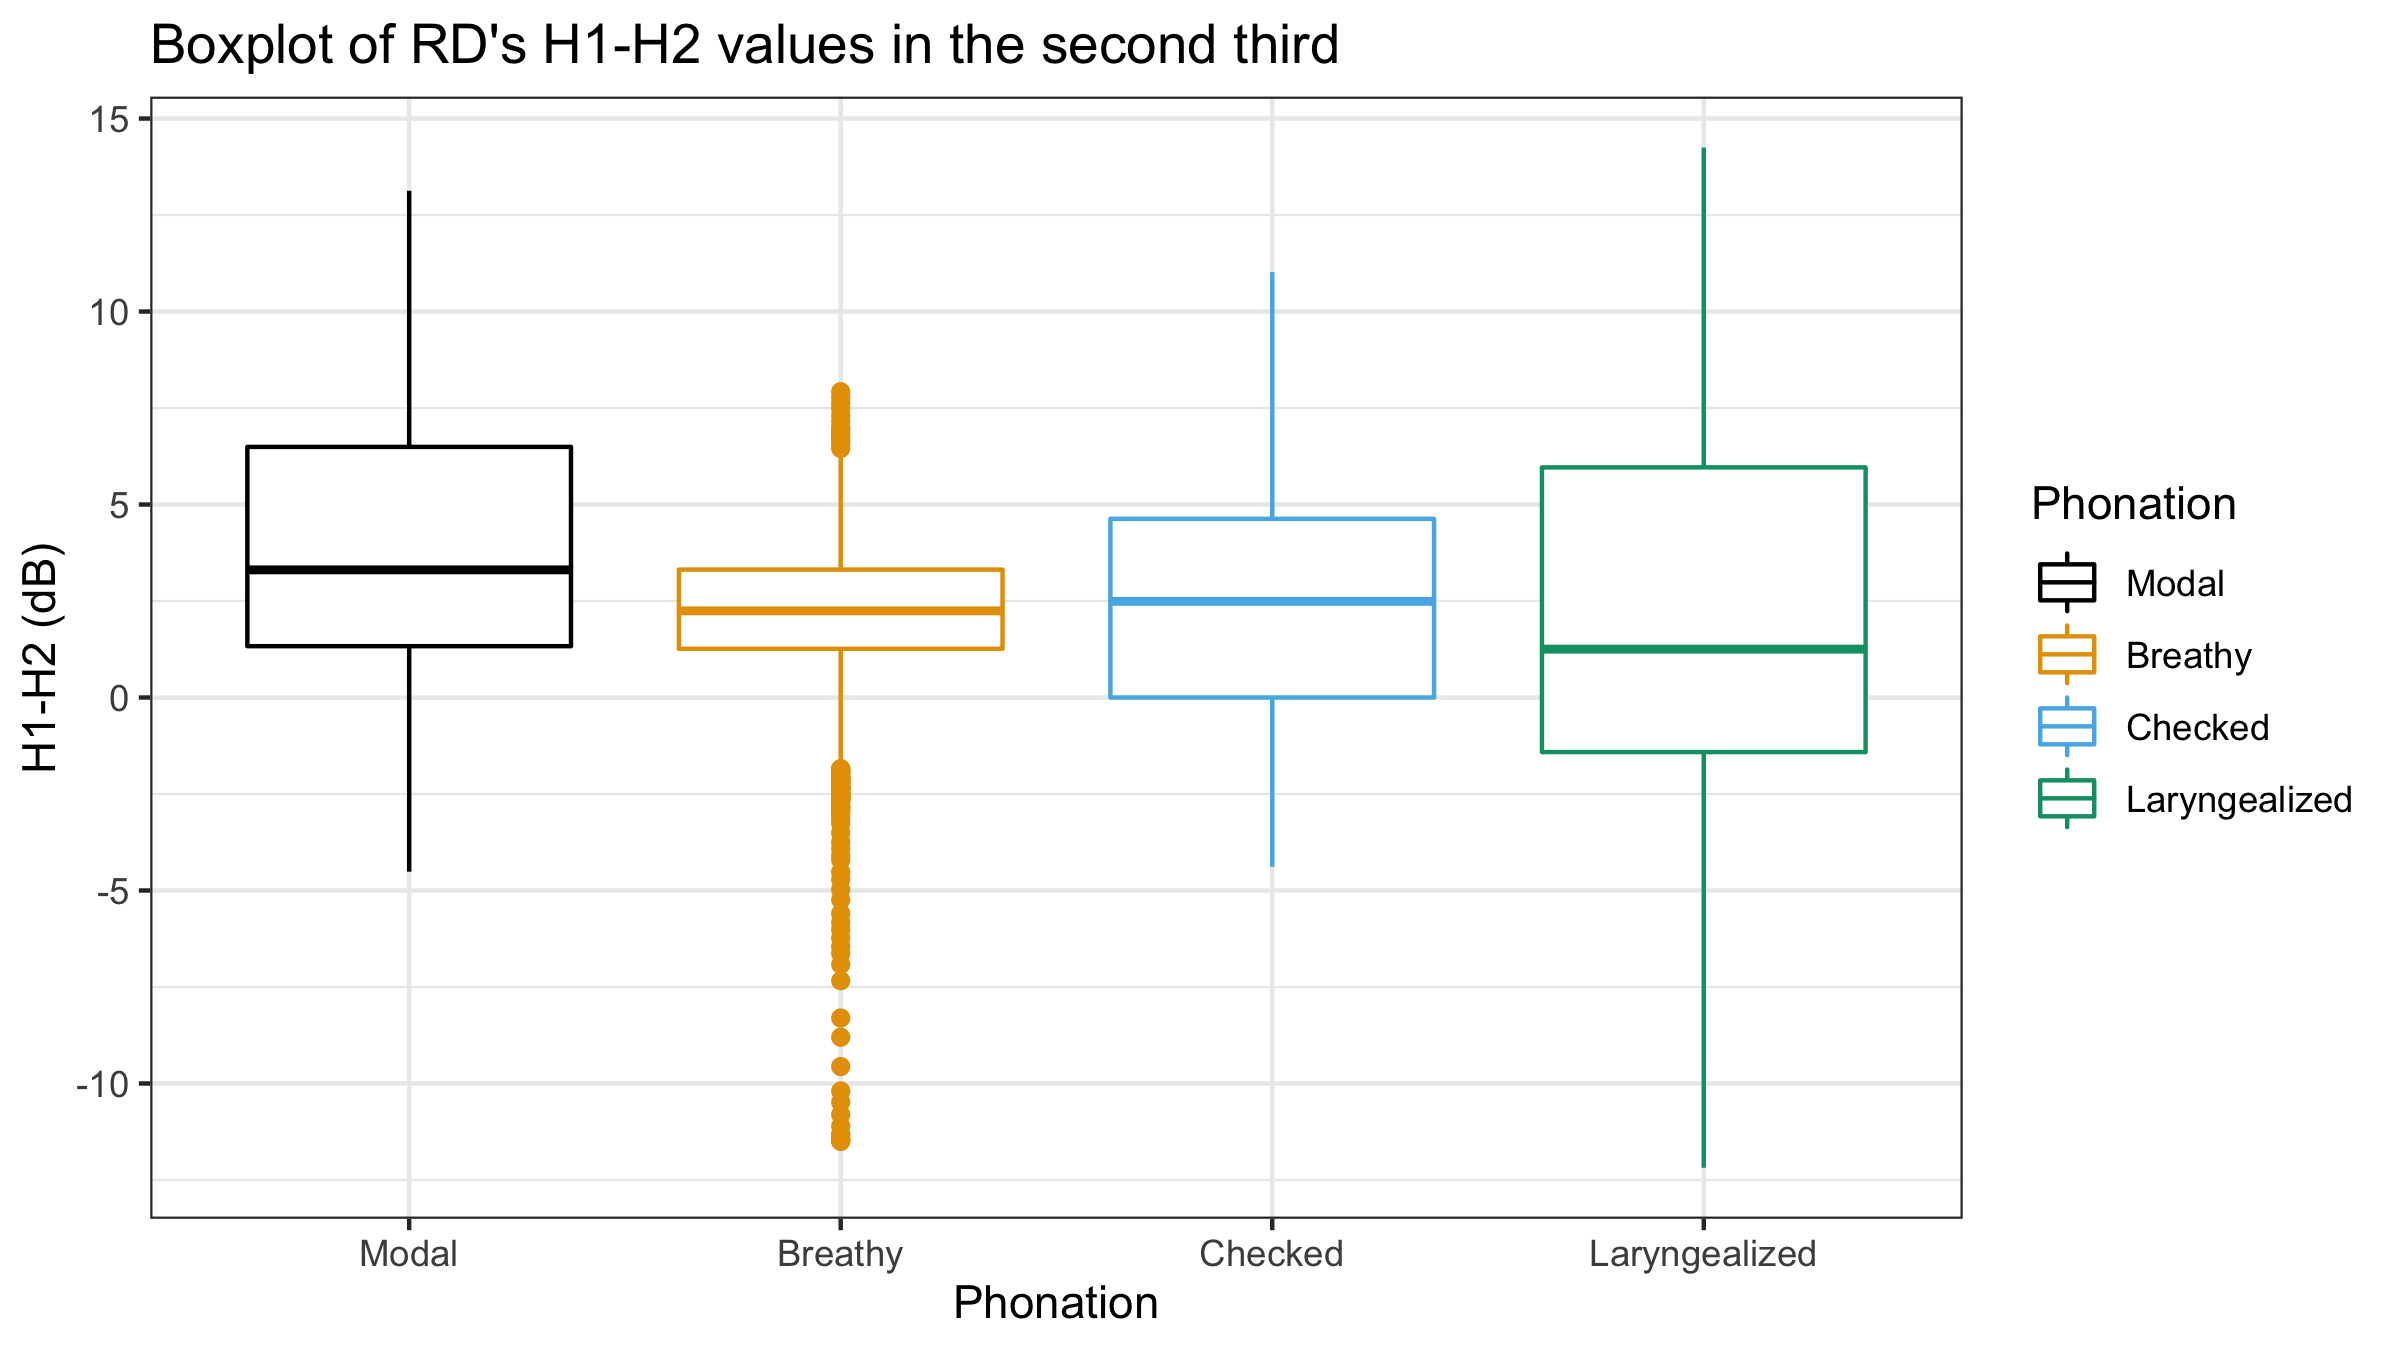 Boxplot of RD's H1-H2 values in the second third
15
10
5
0
-5
-10
H1-H2 (dB)
Modal
Breathy
Checked
Laryngealized
Phonation
Phonation
Modal
Breathy
Checked
Laryngealized